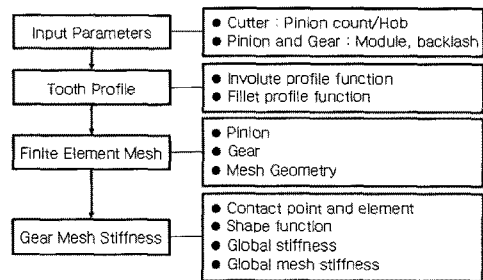 Input Parameters
● Cutter : Pinion count/Hob
● Pinion and Gear : Module, backlash
Tooth Profile
● Involute profile function
● Fillet profile function
Finite Element Mesh
● Pinion
● Gear
● Mesh Geometry
Gear Mesh Stiffness
● Contact point and element
● Shape function
● Global stiffness
● Global mesh stiffness